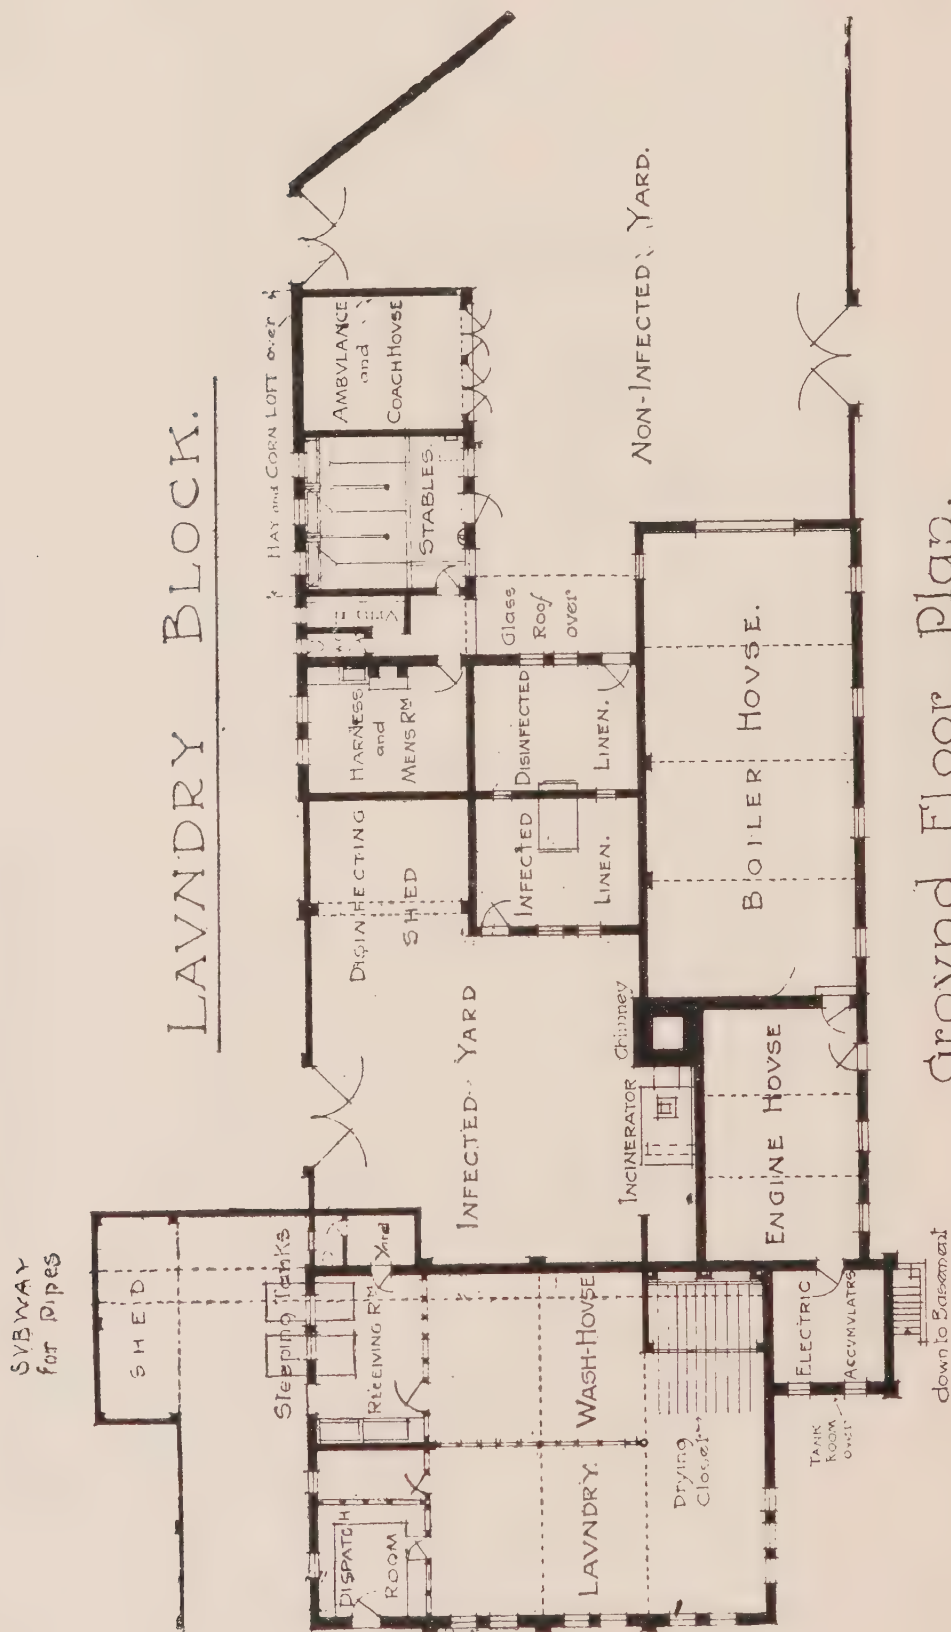 LAVNDRY BLOCK.
SVBWAY
for Pipes
SHED
Sleeping Tanks
RECEIVING RM
Yard
DISPATCH
ROOM
LAVNDRY.
WASH-HOVSE
Drying
Closet
ELECTRIC
ACCVMVLATRS
TANK
ROOM
over
down to Basement
INFECTED YARD
INCINERATOR
Chimney
ENGINE HOVSE
BOILER HOVSE.
DISINFECTING
SHED
INFECTED
LINEN.
DISINFECTED
LINEN.
Glass
Roof
over
HARNESS
and
MENS RM
STABLES.
HAY and CORN LOFT over
AMBVLANCE
and
COACH HOVSE
NON-INFECTED YARD.
Grovnd Floor Plan.